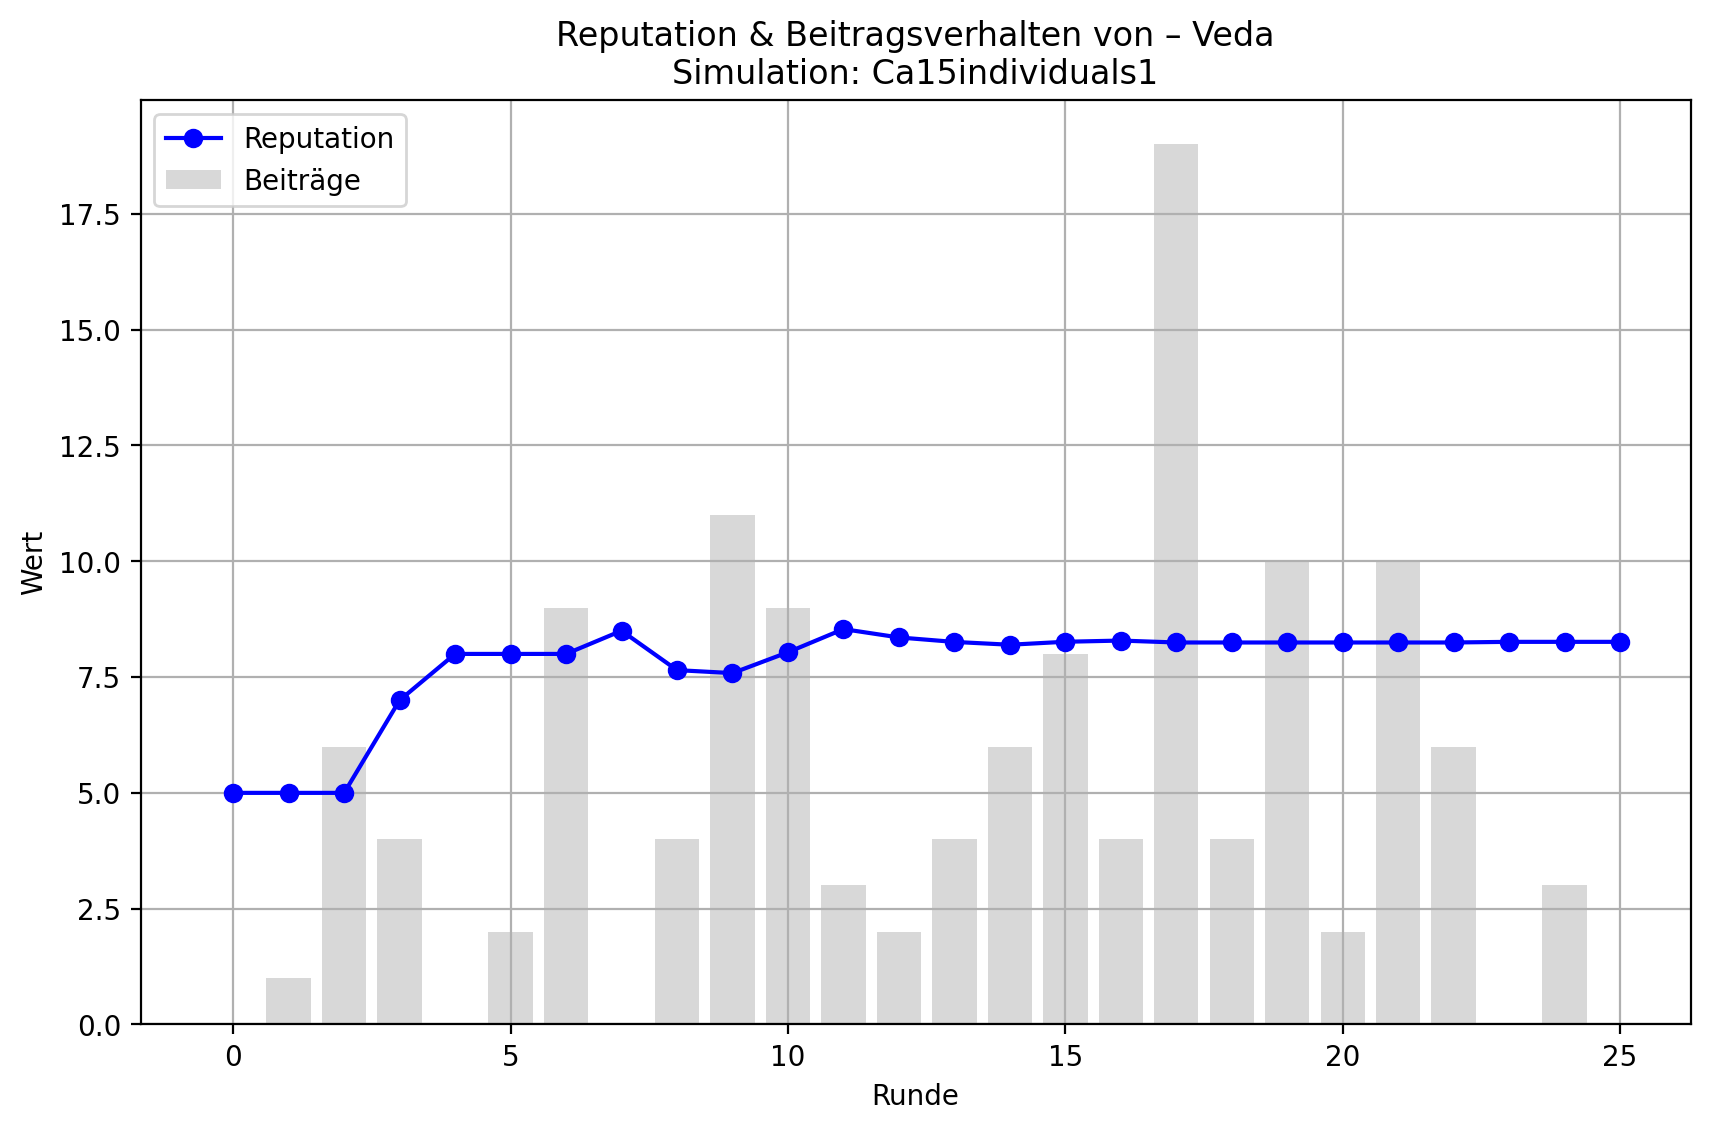 Reputation & Beitragsverhalten von – Veda
Simulation: Ca15individuals1
Reputation
Beiträge
17.5
15.0
12.5
10.0
7.5
5.0
2.5
0.0
Wert
0 5 10 15 20 25
Runde